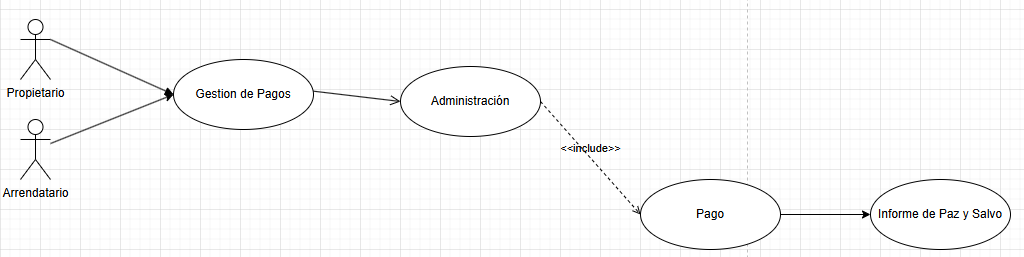 Propietario
Gestion de Pagos
Administración
Arrendatario
<<include>>
Pago
Informe de Paz y Salvo